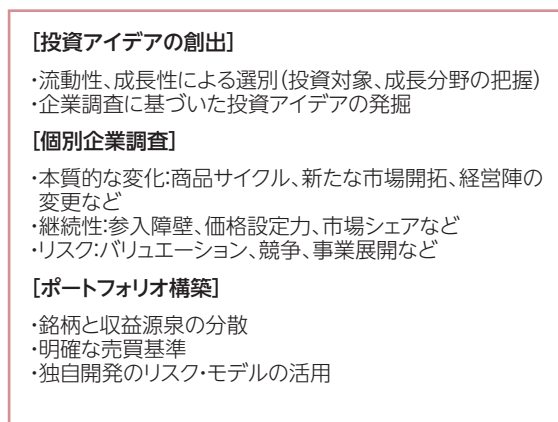 [投資アイデアの創出]
・流動性、成長性による選別(投資対象、成長分野の把握)
・企業調査に基づいた投資アイデアの発掘
[個別企業調査]
・本質的な変化:商品サイクル、新たな市場開拓、経営陣の
変更など
・継続性:参入障壁、価格設定力、市場シェアなど
・リスク:バリュエーション、競争、事業展開など
[ポートフォリオ構築]
・銘柄と収益源泉の分散
・明確な売買基準
・独自開発のリスク・モデルの活用